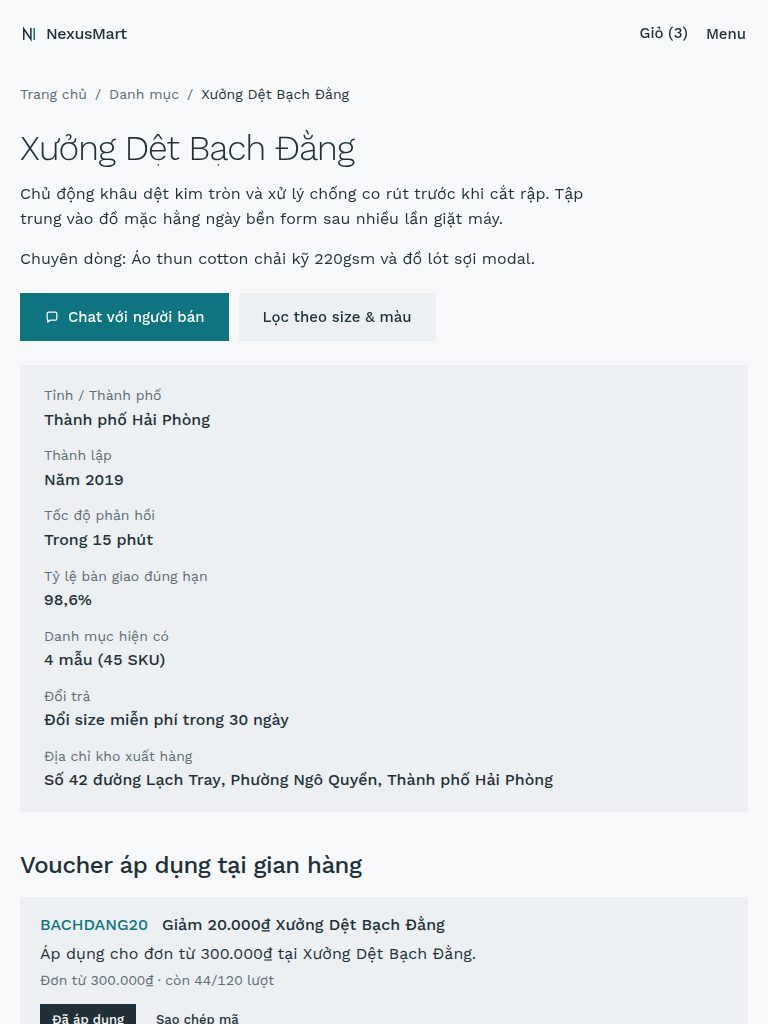 NexusMart
Giỏ (3)
Menu
Trang chủ / Danh mục / Xưởng Dệt Bạch Đằng
Xưởng Dệt Bạch Đằng
Chủ động khâu dệt kim tròn và xử lý chống co rút trước khi cắt rập. Tập
trung vào đồ mặc hằng ngày bền form sau nhiều lần giặt máy.
Chuyên dòng: Áo thun cotton chải kỹ 220gsm và đồ lót sợi modal.
Chat với người bán
Lọc theo size & màu
Tỉnh / Thành phố
Thành phố Hải Phòng
Thành lập
Năm 2019
Tốc độ phản hồi
Trong 15 phút
Tỷ lệ bàn giao đúng hạn
98,6%
Danh mục hiện có
4 mẫu (45 SKU)
Đổi trả
Đổi size miễn phí trong 30 ngày
Địa chỉ kho xuất hàng
Số 42 đường Lạch Tray, Phường Ngô Quyền, Thành phố Hải Phòng
Voucher áp dụng tại gian hàng
BACHDANG20 Giảm 20.000₫ Xưởng Dệt Bạch Đằng
Áp dụng cho đơn từ 300.000₫ tại Xưởng Dệt Bạch Đằng.
Đơn từ 300.000₫ · còn 44/120 lượt
Đã áp dụng
Sao chép mã